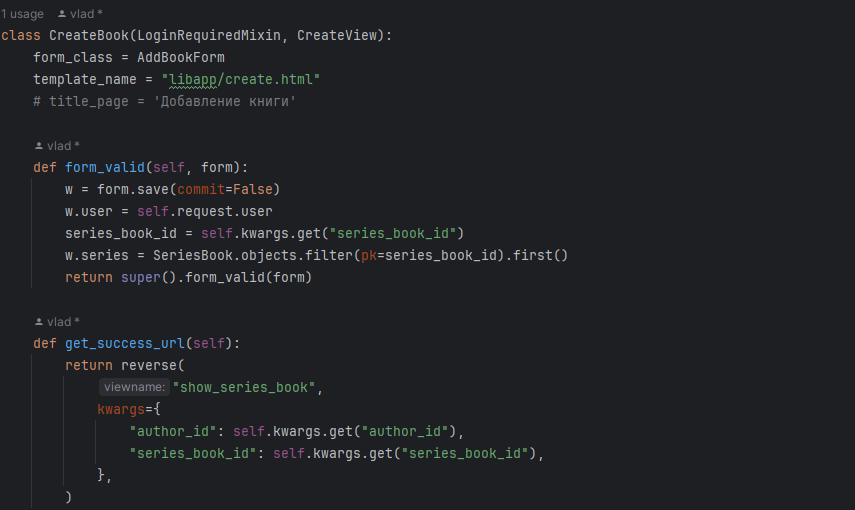 1 usage vlad *
class CreateBook(LoginRequiredMixin, CreateView):
    form_class = AddBookForm
    template_name = "libapp/create.html"
    # title_page = 'Добавление книги'
    vlad *
    def form_valid(self, form):
        w = form.save(commit=False)
        w.user = self.request.user
        series_book_id = self.kwargs.get("series_book_id")
        w.series = SeriesBook.objects.filter(pk=series_book_id).first()
        return super().form_valid(form)
    vlad *
    def get_success_url(self):
        return reverse(
            viewname: "show_series_book",
            kwargs={
                "author_id": self.kwargs.get("author_id"),
                "series_book_id": self.kwargs.get("series_book_id"),
            },
        )